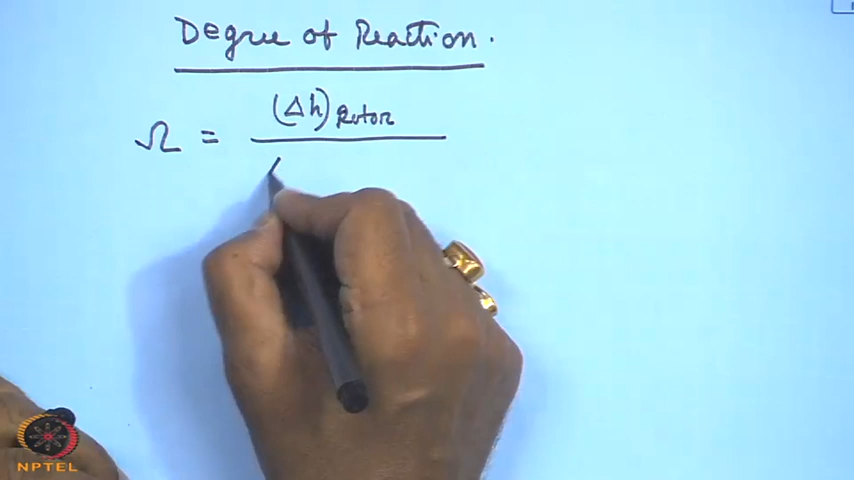 Degree of Reaction.
Ω = (Δh)Rotor
NPTEL